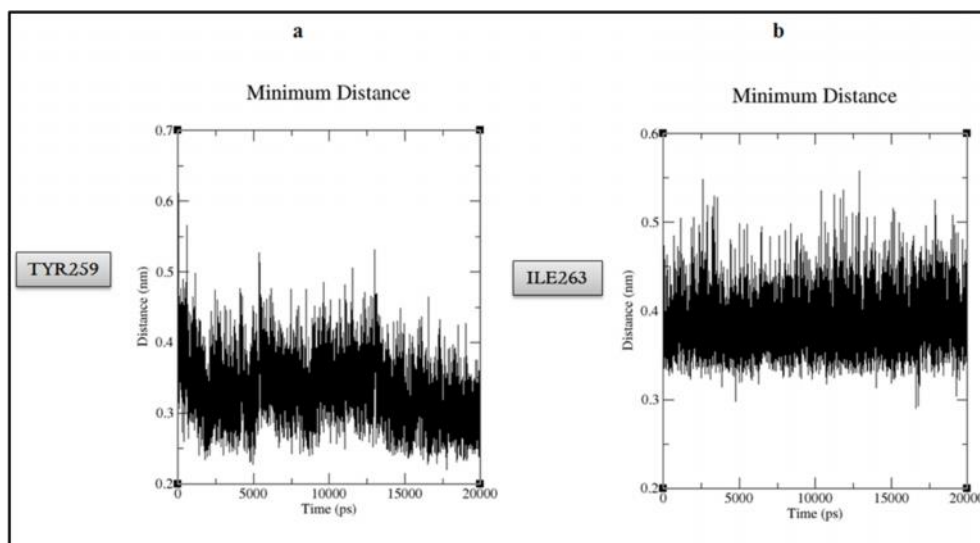 a
Minimum Distance
0.7
0.6
0.5
0.4
0.3
0.2
Distance (nm)
0
5000
10000
15000
20000
Time (ps)
TYR259
b
Minimum Distance
0.6
0.5
0.4
0.3
0.2
Distance (nm)
0
5000
10000
15000
20000
Time (ps)
ILE263